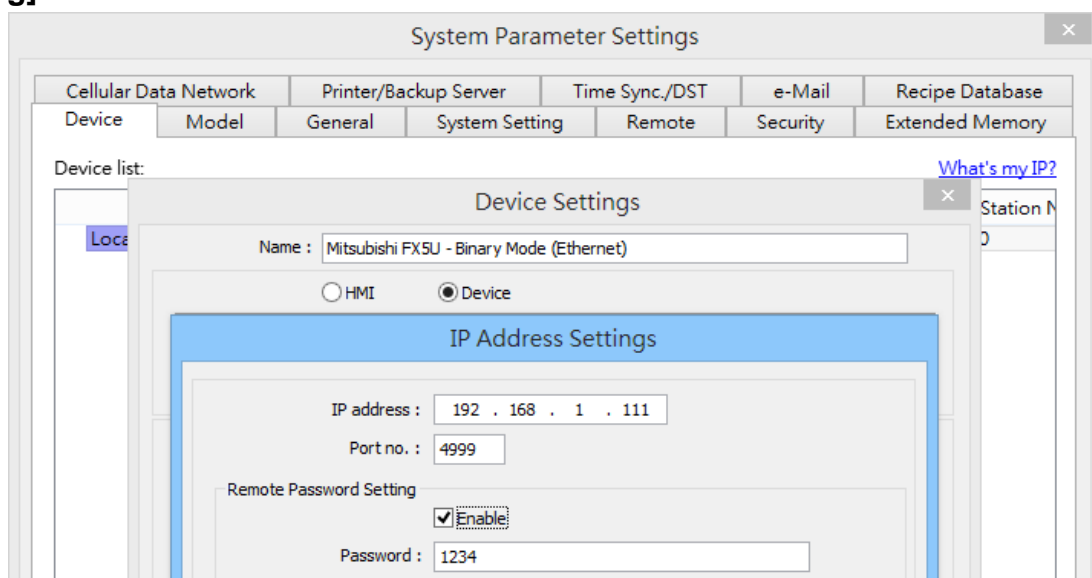 System Parameter Settings
Cellular Data Network Printer/Backup Server Time Sync./DST e-Mail Recipe Database
Device Model General System Setting Remote Security Extended Memory
Device list: What's my IP?
Device Settings
Station N
Loca Name : Mitsubishi FX5U - Binary Mode (Ethernet) 0
HMI Device
IP Address Settings
IP address : 192 . 168 . 1 . 111
Port no. : 4999
Remote Password Setting
Enable
Password : 1234